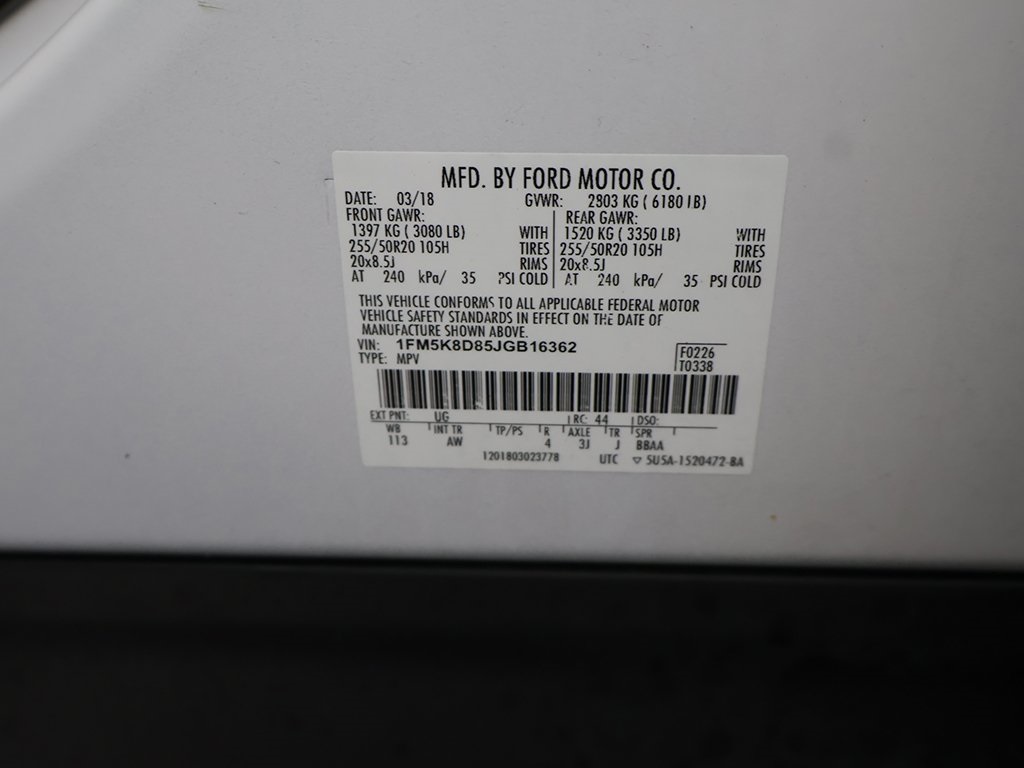 MFD. BY FORD MOTOR CO.
DATE: 03/18 GVWR: 2803 KG ( 6180 LB)
FRONT GAWR: REAR GAWR:
1397 KG ( 3080 LB) WITH 1520 KG ( 3350 LB) WITH
255/50R20 105H TIRES 255/50R20 105H TIRES
20x8.5J RIMS 20x8.5J RIMS
AT 240 kPa/ 35 PSI COLD AT 240 kPa/ 35 PSI COLD
THIS VEHICLE CONFORMS TO ALL APPLICABLE FEDERAL MOTOR
VEHICLE SAFETY STANDARDS IN EFFECT ON THE DATE OF
MANUFACTURE SHOWN ABOVE.
VIN: 1FM5K8D85JGB16362 F0226
TYPE: MPV T0338
EXT PNT: UG RC: 44 DSO:
WB INT TR TP/PS R AXLE TR SPR
113 AW 4 3J J BBAA
1201803023778 UTC ▽ 5U5A-1520472-BA